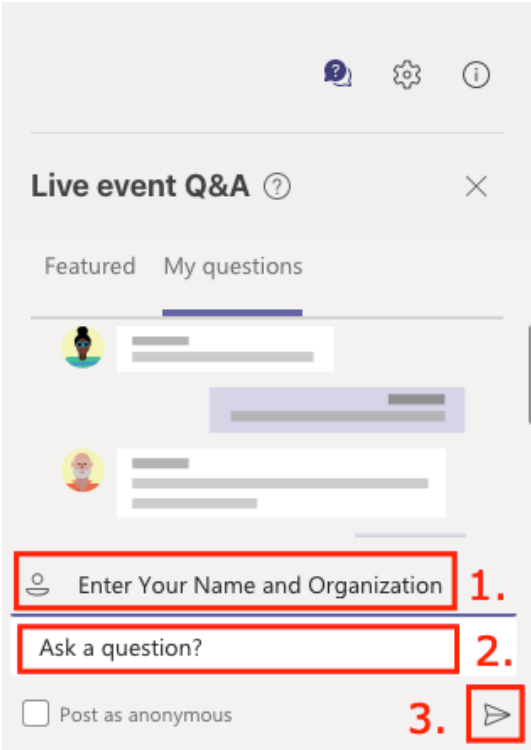 Live event Q&A
Featured My questions
Enter Your Name and Organization 1.
Ask a question? 2.
Post as anonymous 3.